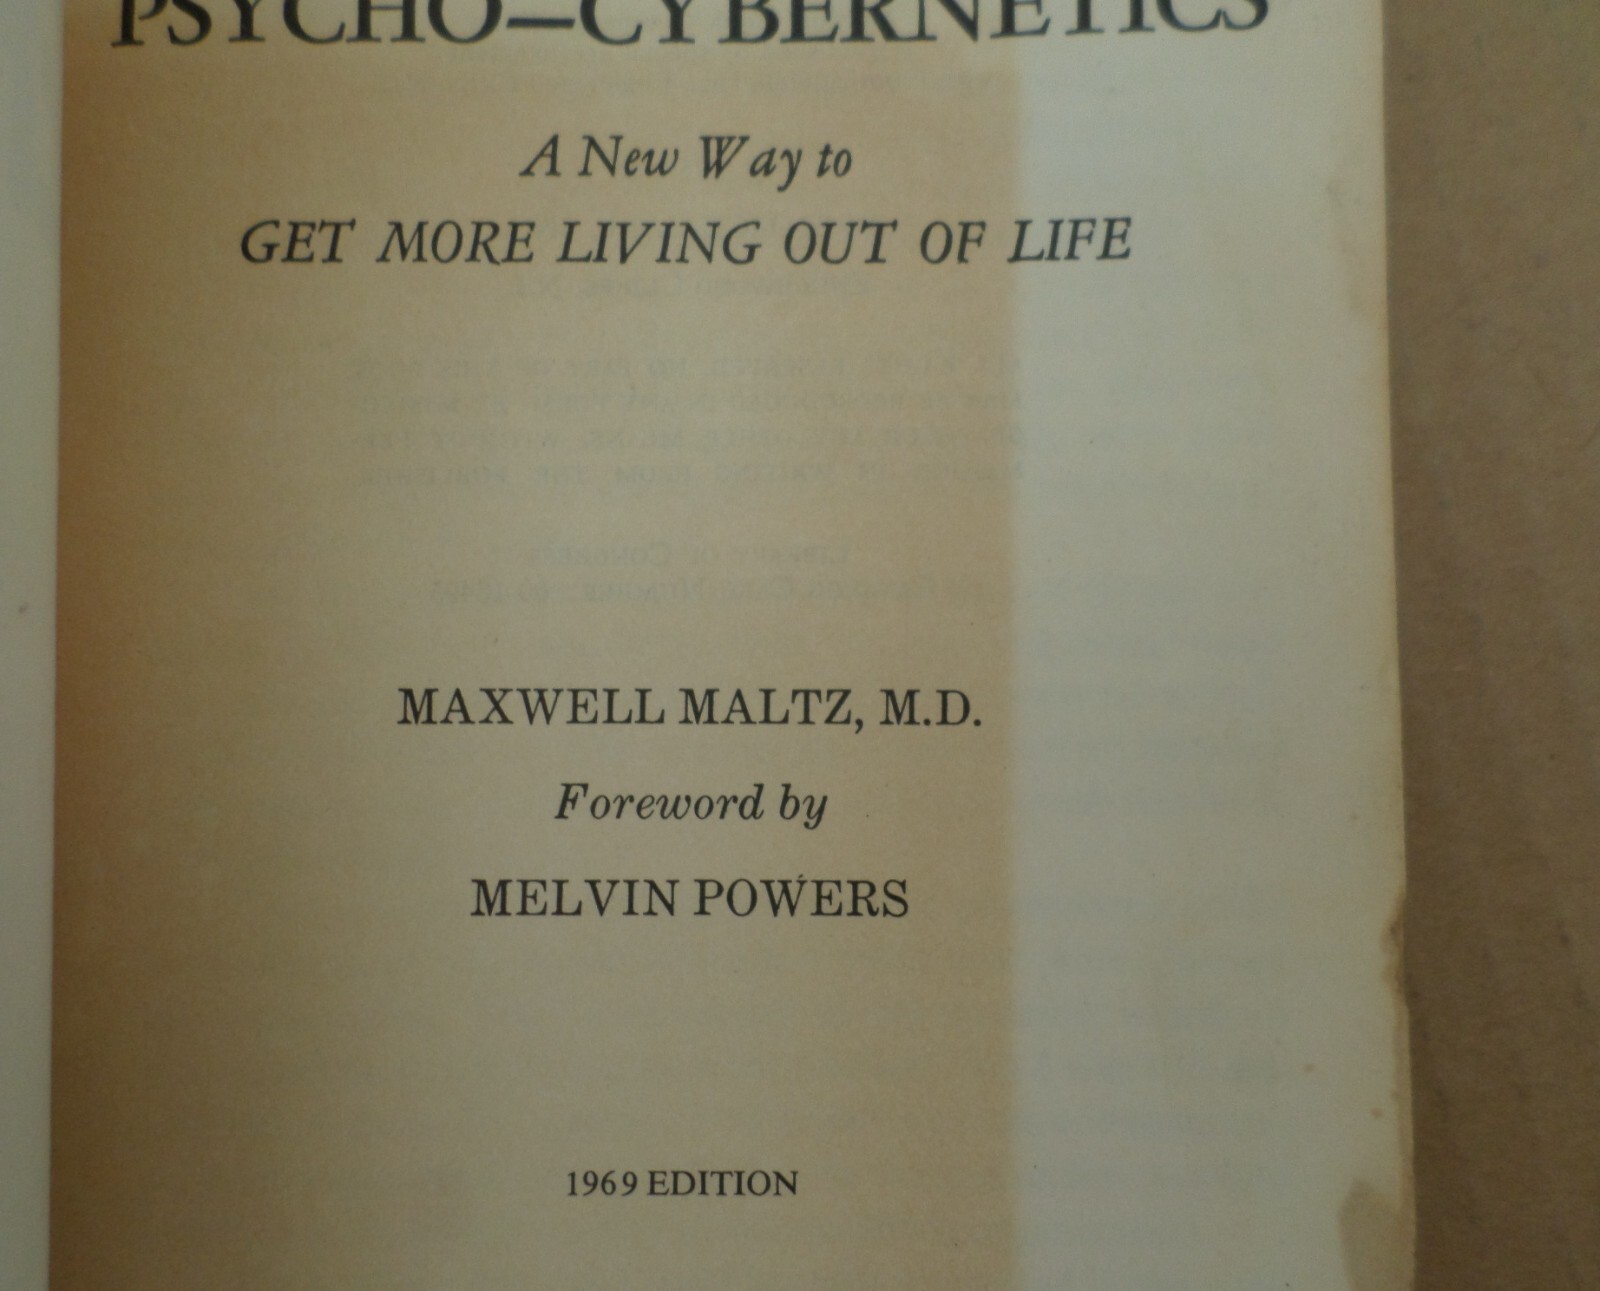 PSYCHO—CYBERNETICS
A New Way to
GET MORE LIVING OUT OF LIFE
MAXWELL MALTZ, M.D.
Foreword by
MELVIN POWERS
1969 EDITION